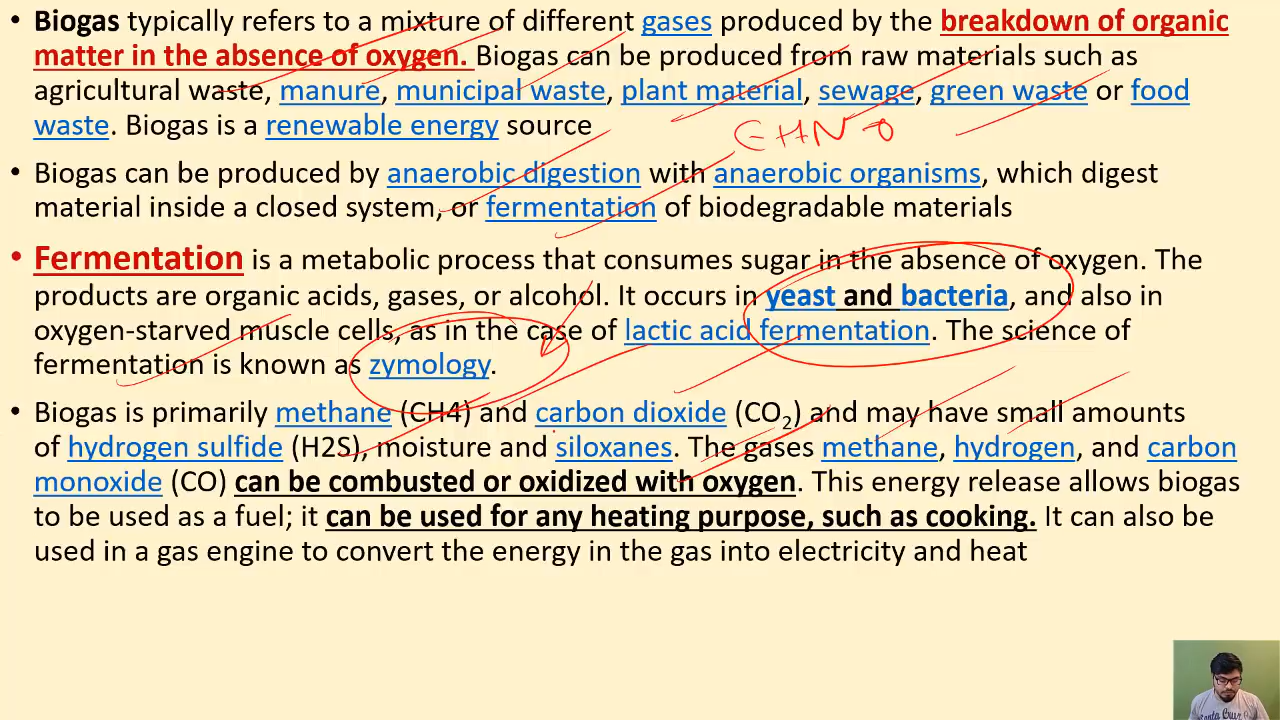 • Biogas typically refers to a mixture of different gases produced by the breakdown of organic
matter in the absence of oxygen. Biogas can be produced from raw materials such as
agricultural waste, manure, municipal waste, plant material, sewage, green waste or food
waste. Biogas is a renewable energy source
CHNO
• Biogas can be produced by anaerobic digestion with anaerobic organisms, which digest
material inside a closed system, or fermentation of biodegradable materials
• Fermentation is a metabolic process that consumes sugar in the absence of oxygen. The
products are organic acids, gases, or alcohol. It occurs in yeast and bacteria, and also in
oxygen-starved muscle cells, as in the case of lactic acid fermentation. The science of
fermentation is known as zymology.
• Biogas is primarily methane (CH4) and carbon dioxide (CO₂) and may have small amounts
of hydrogen sulfide (H2S), moisture and siloxanes. The gases methane, hydrogen, and carbon
monoxide (CO) can be combusted or oxidized with oxygen. This energy release allows biogas
to be used as a fuel; it can be used for any heating purpose, such as cooking. It can also be
used in a gas engine to convert the energy in the gas into electricity and heat